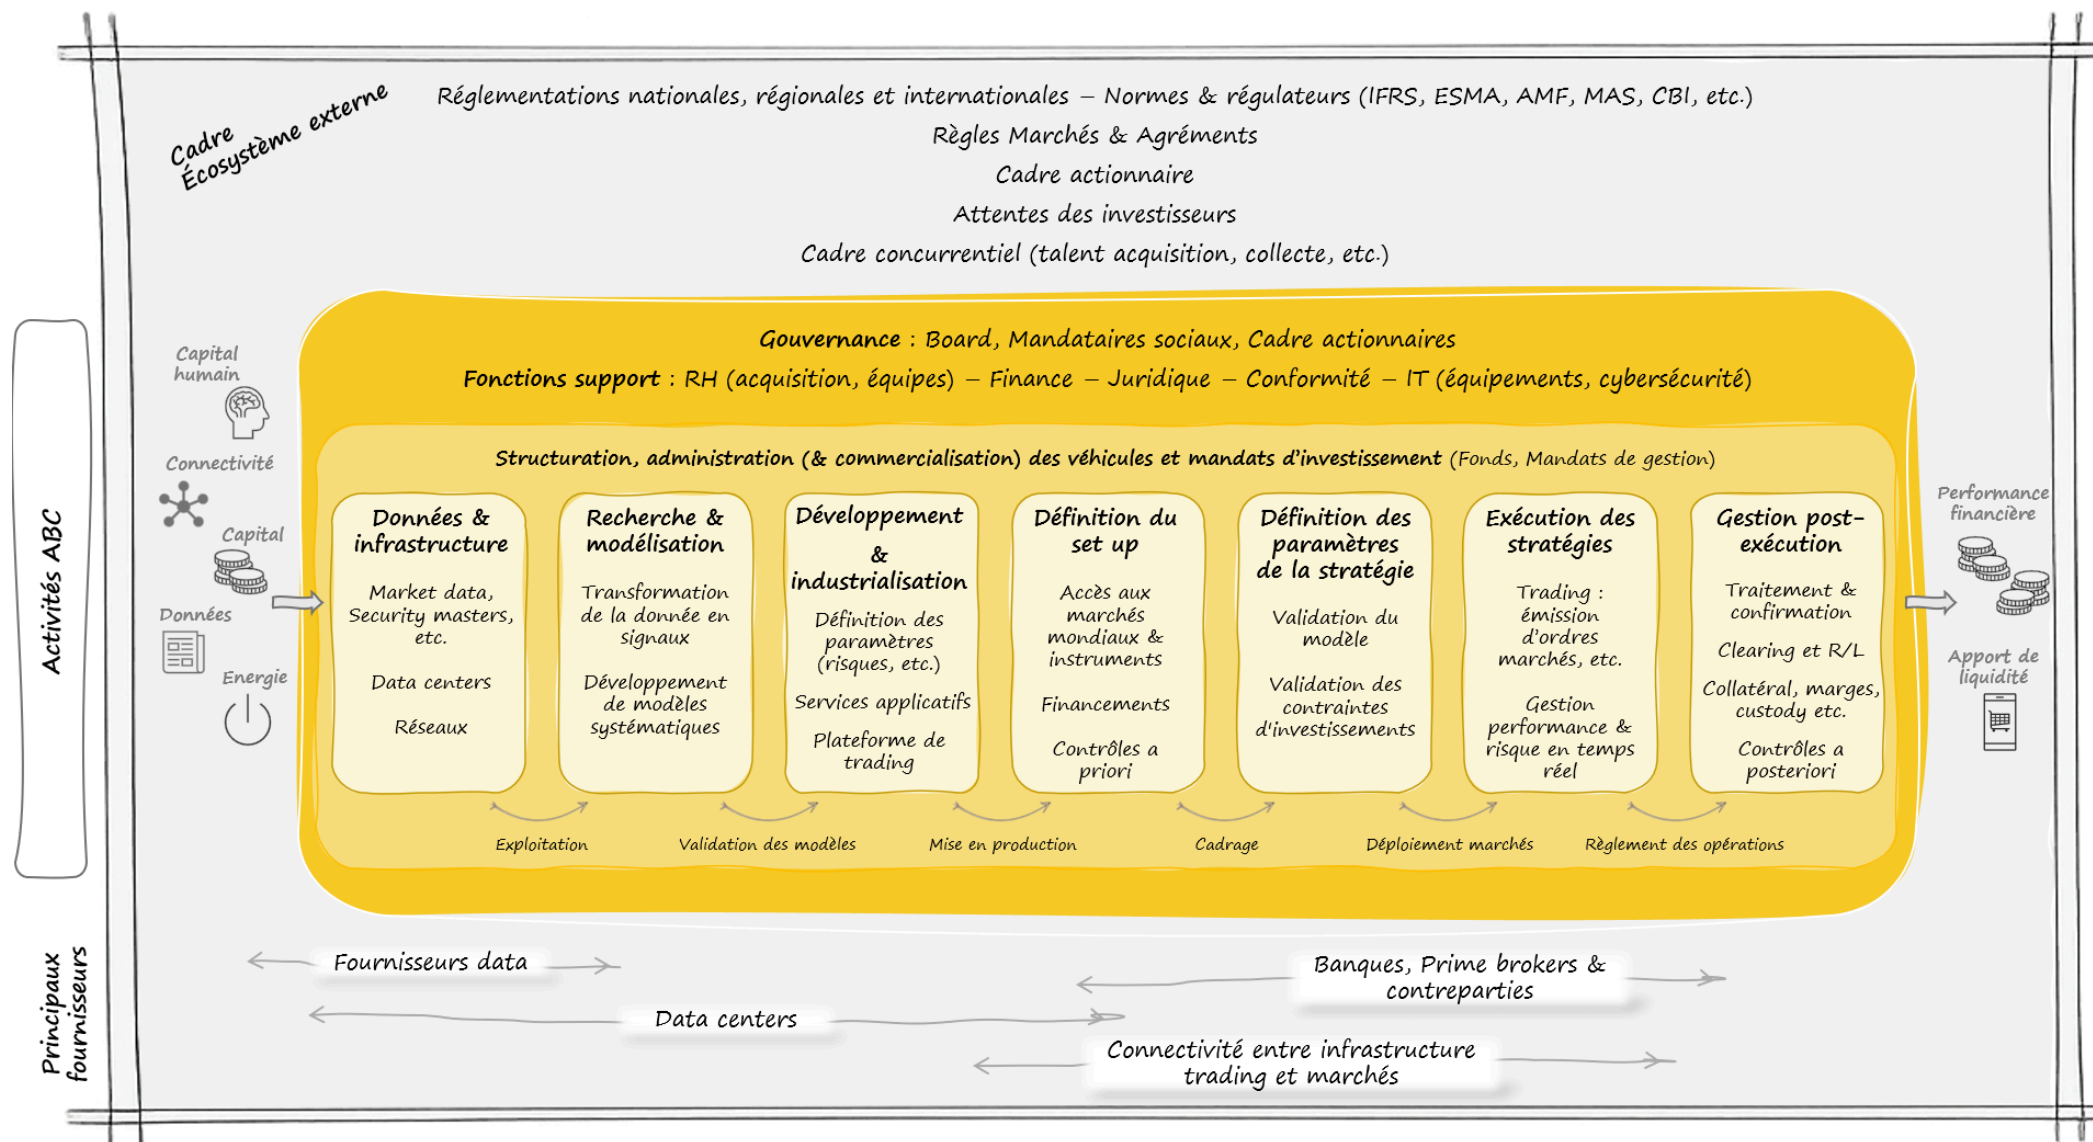 Cadre
Écosystème externe
Réglementations nationales, régionales et internationales – Normes & régulateurs (IFRS, ESMA, AMF, MAS, CBI, etc.)
Règles Marchés & Agréments
Cadre actionnaire
Attentes des investisseurs
Cadre concurrentiel (talent acquisition, collecte, etc.)
Activités ABC
Capital
humain
Connectivité
Capital
Données
Energie
Gouvernance : Board, Mandataires sociaux, Cadre actionnaires
Fonctions support : RH (acquisition, équipes) – Finance – Juridique – Conformité – IT (équipements, cybersécurité)
Structuration, administration (& commercialisation) des véhicules et mandats d'investissement (Fonds, Mandats de gestion)
Données &
infrastructure
Market data,
Security masters,
etc.
Data centers
Réseaux
Recherche &
modélisation
Transformation
de la donnée en
signaux
Développement
de modèles
systématiques
Développement
&
industrialisation
Définition des
paramètres
(risques, etc.)
Services applicatifs
Plateforme de
trading
Définition du
set up
Accès aux
marchés
mondiaux &
instruments
Financements
Contrôles a
priori
Définition des
paramètres
de la stratégie
Validation du
modèle
Validation des
contraintes
d'investissements
Exécution des
stratégies
Trading :
émission
d'ordres
marchés, etc.
Gestion
performance &
risque en temps
réel
Gestion post-
exécution
Traitement &
confirmation
Clearing et R/L
Collatéral, marges,
custody etc.
Contrôles a
posteriori
Exploitation
Validation des modèles
Mise en production
Cadrage
Déploiement marchés
Règlement des opérations
Performance
financière
Apport de
liquidité
Principaux
fournisseurs
Fournisseurs data
Banques, Prime brokers &
contreparties
Data centers
Connectivité entre infrastructure
trading et marchés